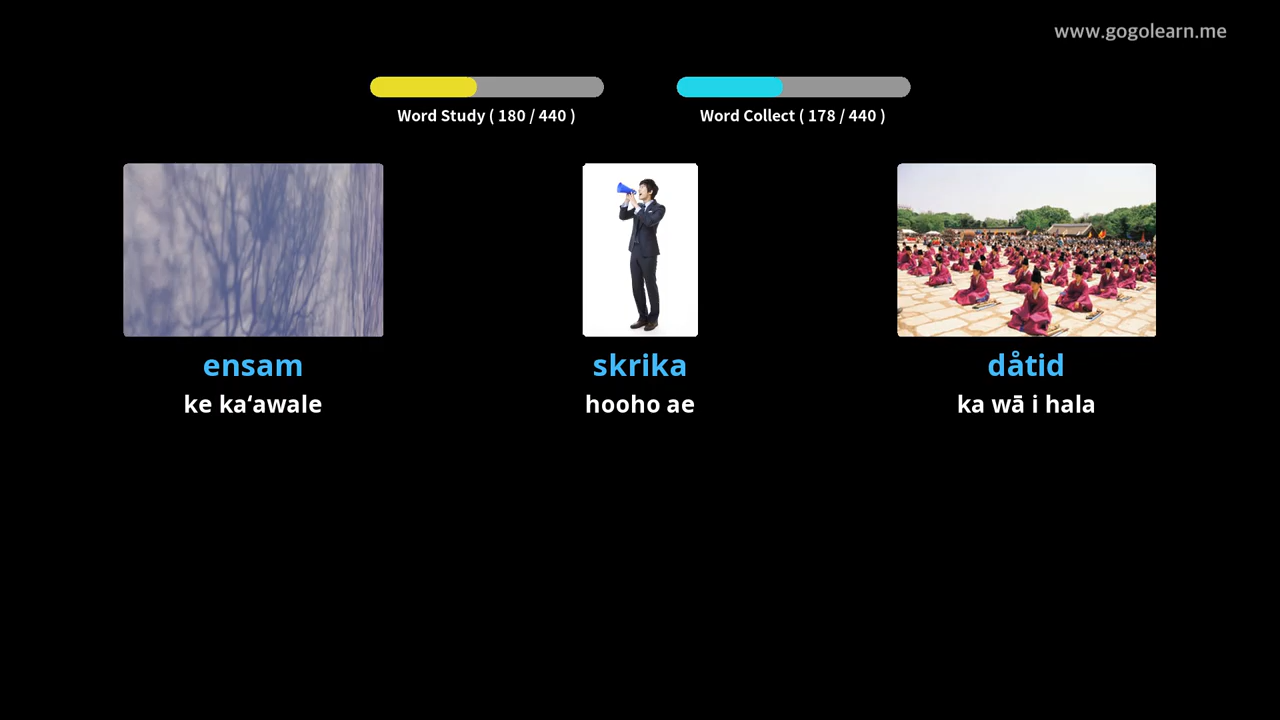 www.gogolearn.me
Word Study ( 180 / 440 )
Word Collect ( 178 / 440 )
ensam
ke kaʻawale
skrika
hooho ae
dåtid
ka wā i hala